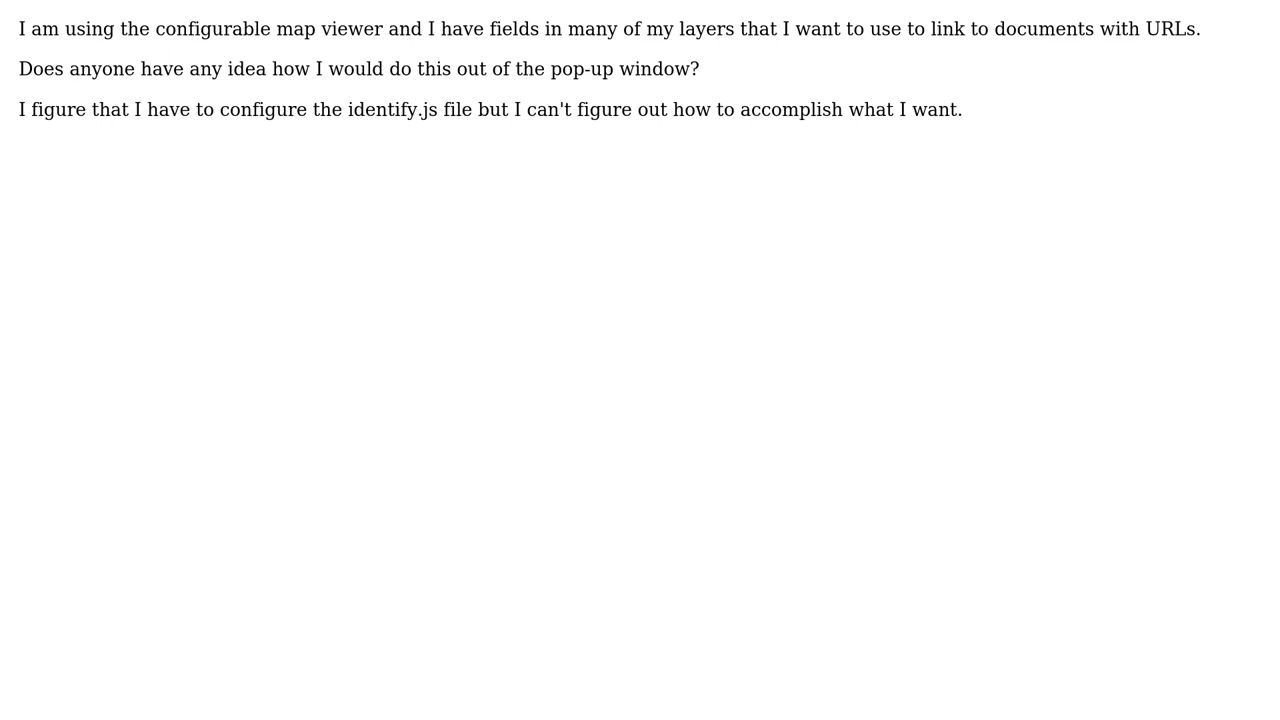 I am using the configurable map viewer and I have fields in many of my layers that I want to use to link to documents with URLs.
Does anyone have any idea how I would do this out of the pop-up window?
I figure that I have to configure the identify.js file but I can't figure out how to accomplish what I want.